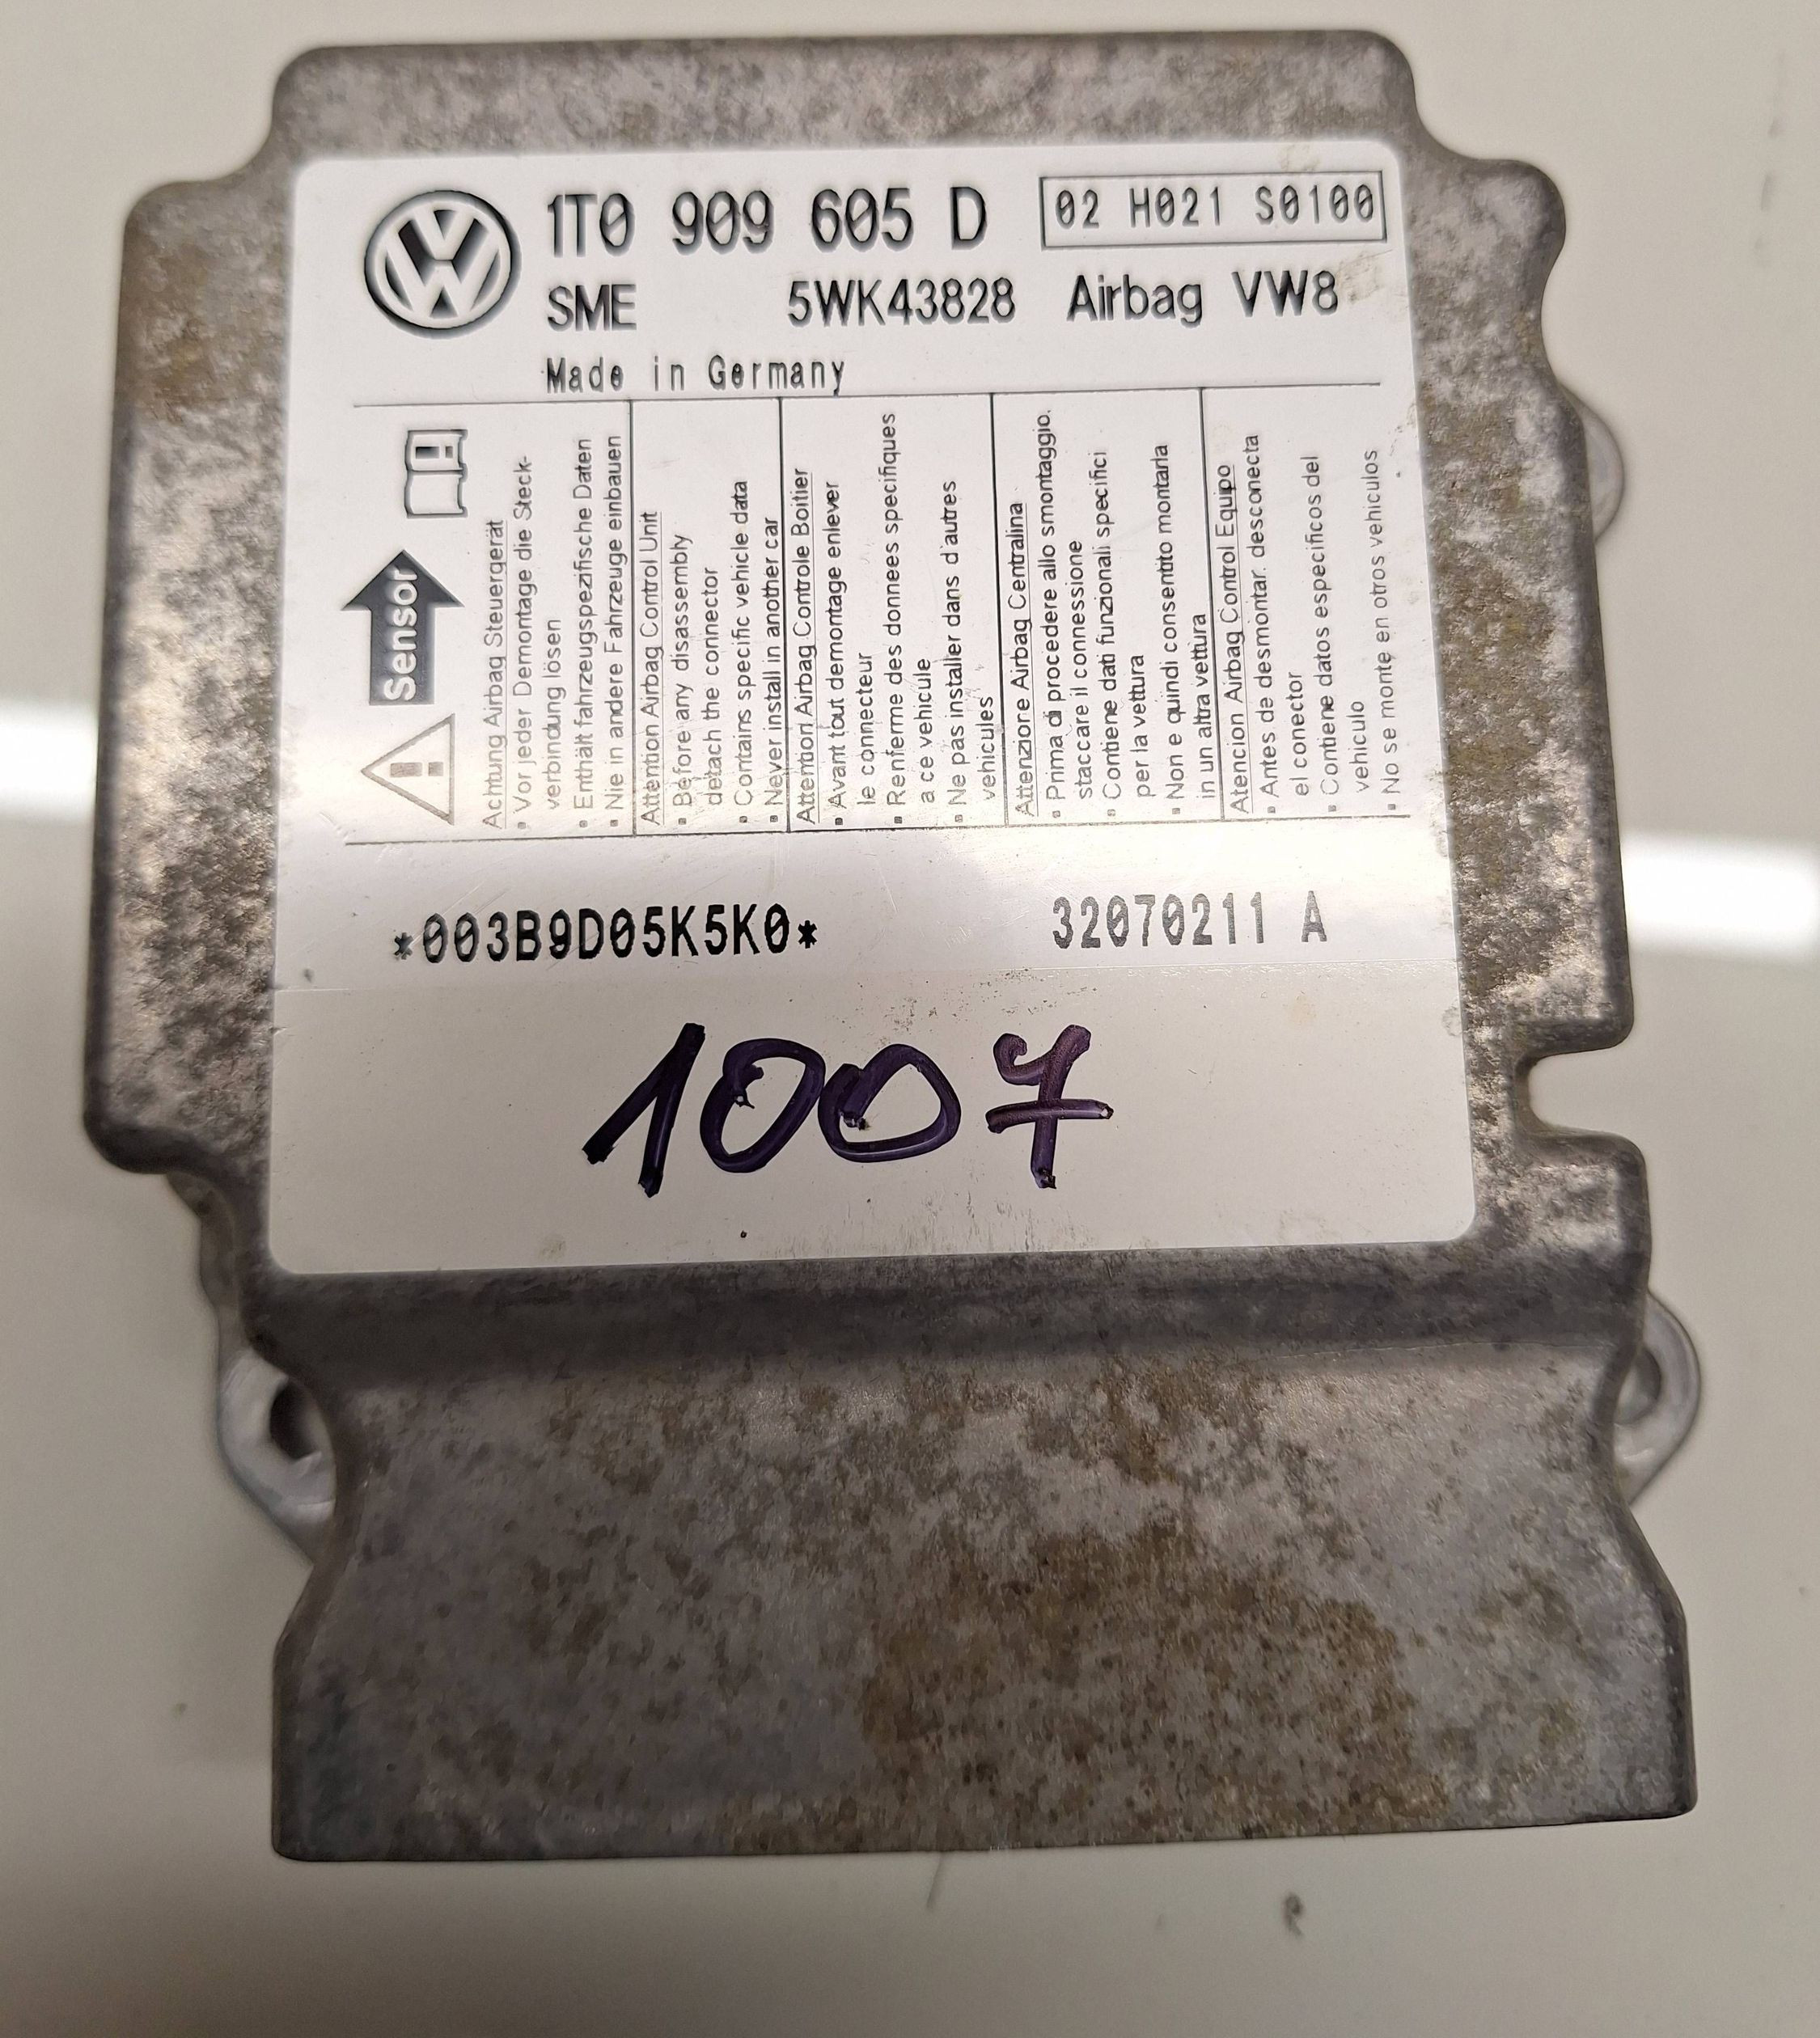 1T0 909 605 D
02 H021 S0100
SME 5WK43828 Airbag VW8
Made in Germany
Sensor
Achtung Airbag Steuergerät
• Vor jeder Demontage die Steck-
verbindung lösen
• Enthält fahrzeugspezifische Daten
• Nie in andere Fahrzeuge einbauen
Attention Airbag Control Unit
• Before any disassembly
detach the connector
• Contains specific vehicle data
• Never install in another car
Attention Airbag Controle Boitier
• Avant tout demontage enlever
le connecteur
• Renferme des donnees specifiques
a ce vehicule
• Ne pas installer dans d'autres
vehicules
Attenzione Airbag Centralina
• Prima di procedere allo smontaggio.
staccare il connessione
• Contiene dati funzionali specifici
per la vettura
• Non e quindi consentito montarla
in un altra vettura
Atencion Airbag Control Equipo
• Antes de desmontar. desconecta
el conector
• Contiene datos especificos del
vehiculo
• No se monte en otros vehiculos
*003B9D05K5K0*
32070211 A
1007